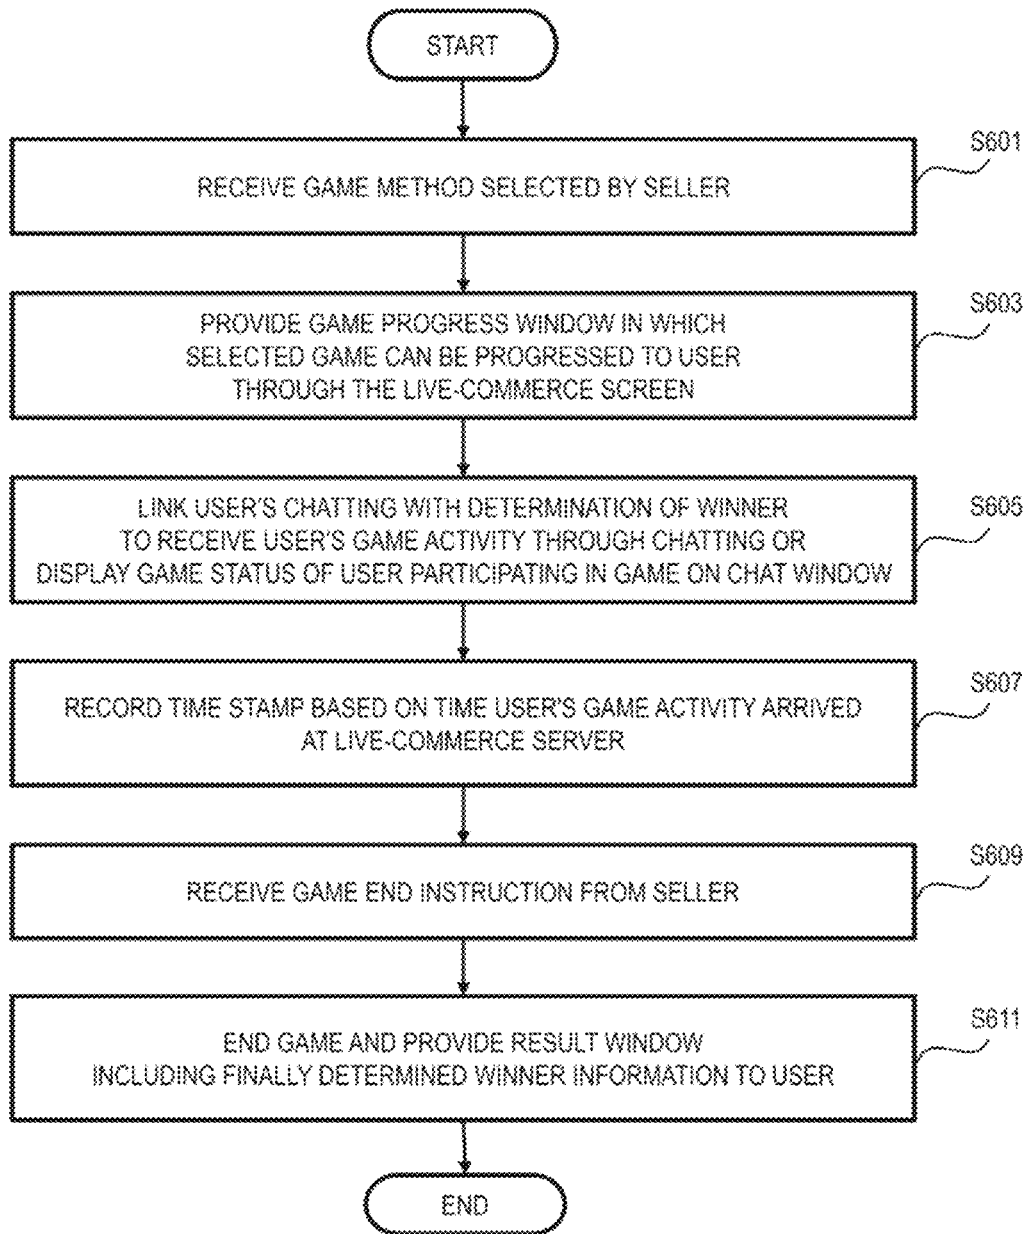 START
S601
RECEIVE GAME METHOD SELECTED BY SELLER
S603
PROVIDE GAME PROGRESS WINDOW IN WHICH
SELECTED GAME CAN BE PROGRESSED TO USER
THROUGH THE LIVE-COMMERCE SCREEN
S605
LINK USER'S CHATTING WITH DETERMINATION OF WINNER
TO RECEIVE USER'S GAME ACTIVITY THROUGH CHATTING OR
DISPLAY GAME STATUS OF USER PARTICIPATING IN GAME ON CHAT WINDOW
S607
RECORD TIME STAMP BASED ON TIME USER'S GAME ACTIVITY ARRIVED
AT LIVE-COMMERCE SERVER
S609
RECEIVE GAME END INSTRUCTION FROM SELLER
S611
END GAME AND PROVIDE RESULT WINDOW
INCLUDING FINALLY DETERMINED WINNER INFORMATION TO USER
END